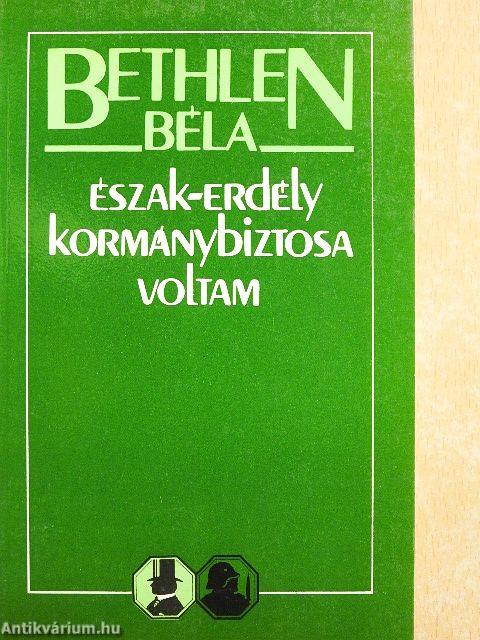 BETHLEN
BÉLA
ÉSZAK-ERDÉLY
KORMÁNYBIZTOSA
VOLTAM
Antikvárium.hu